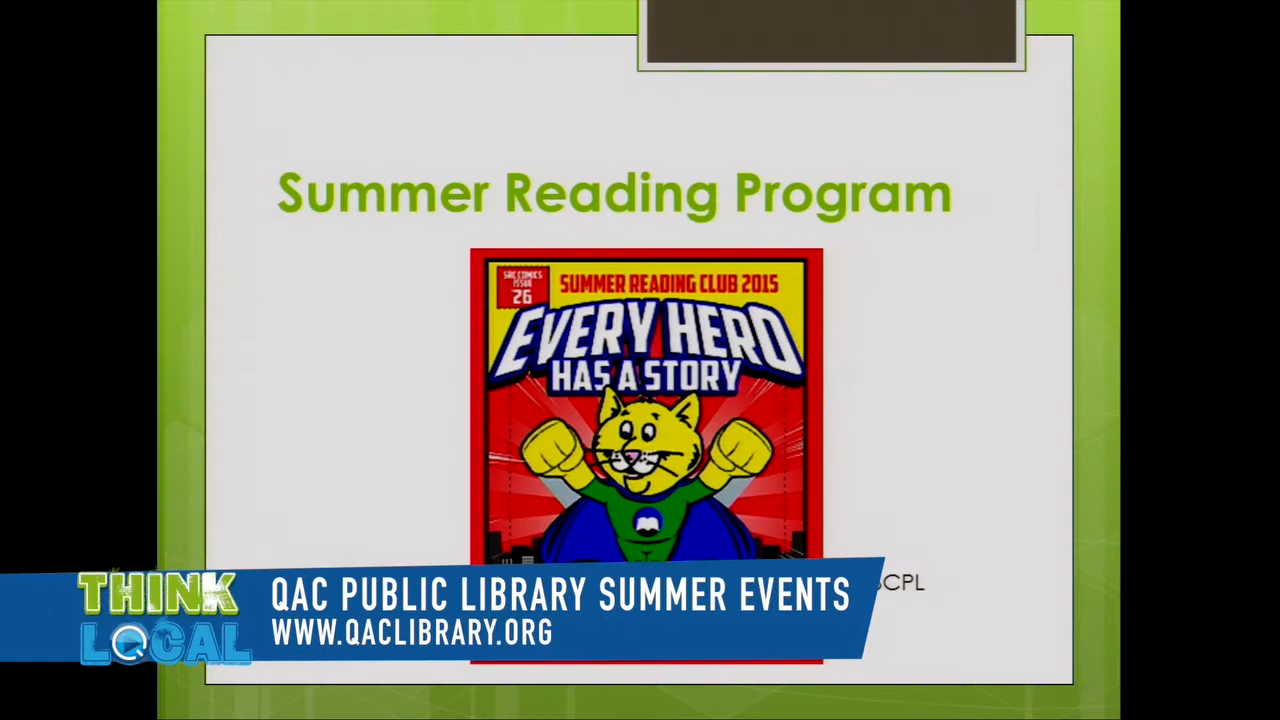 Summer Reading Program
SRC COMICS
ISSUE
26
SUMMER READING CLUB 2015
EVERY HERO
HAS A STORY
CPL
THINK
LOCAL
QAC PUBLIC LIBRARY SUMMER EVENTS
WWW.QACLIBRARY.ORG